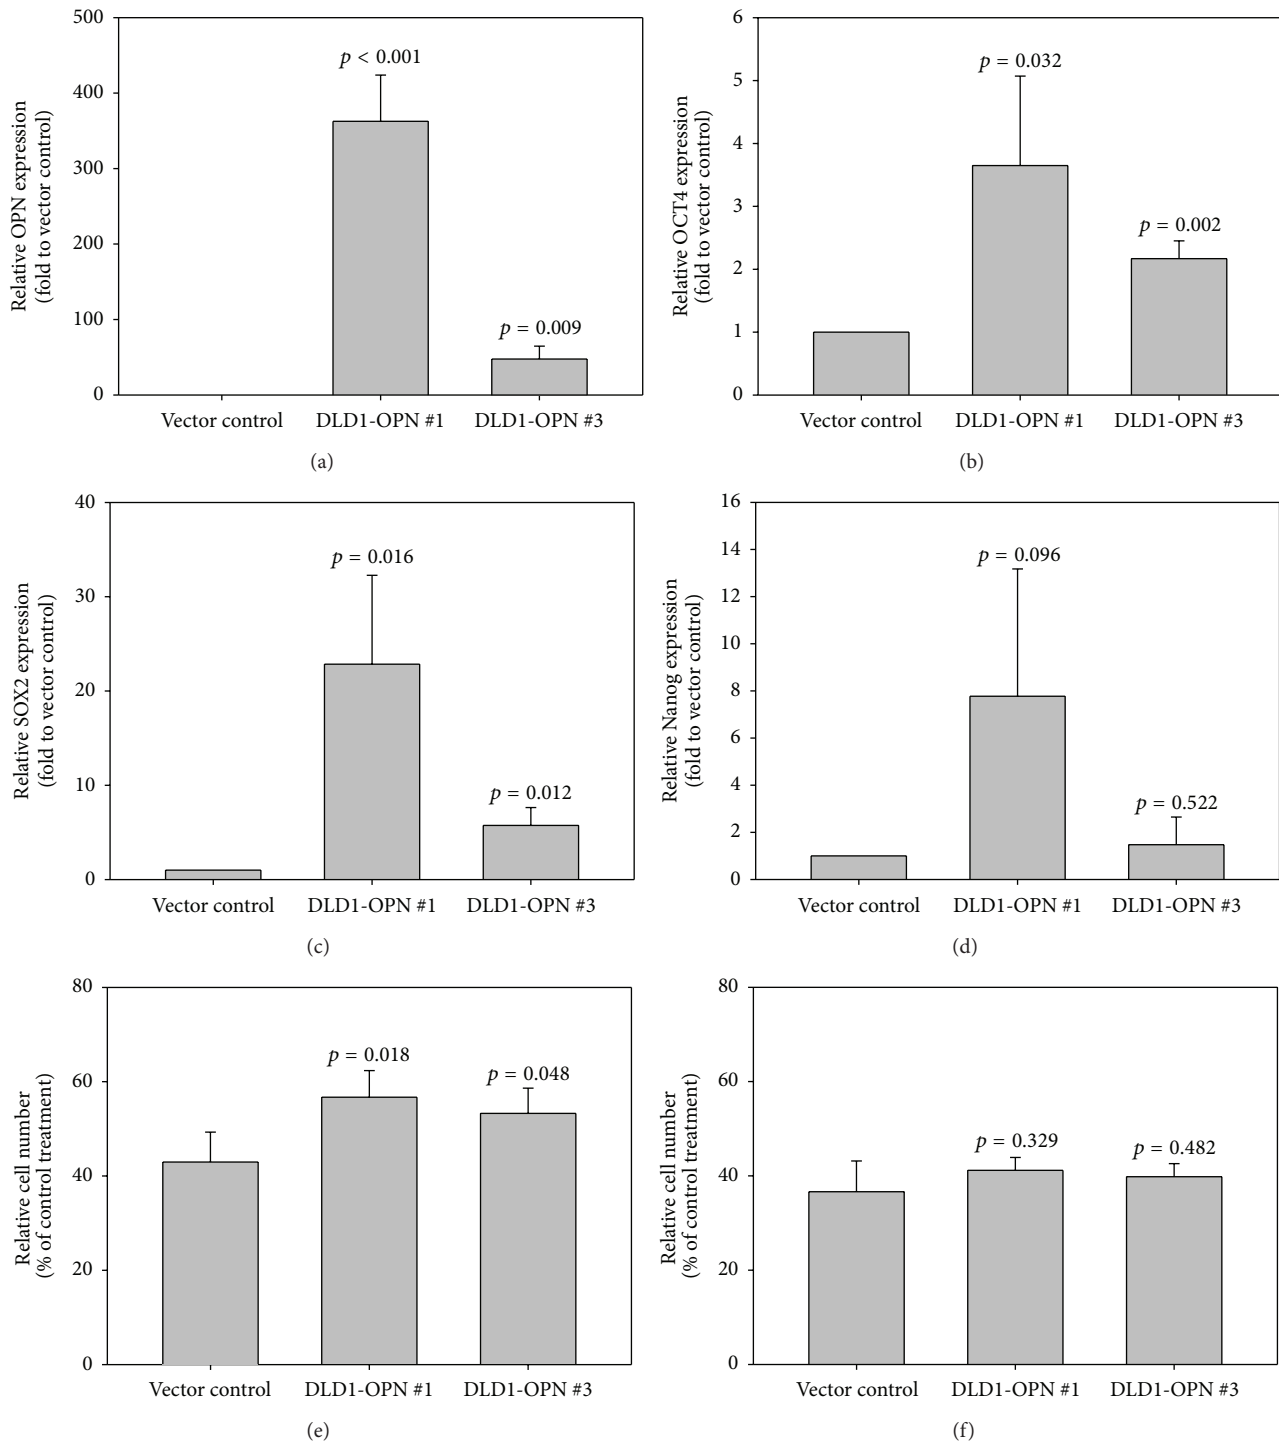 Relative OPN expression
(fold to vector control)
500
400
300
200
100
0
p < 0.001
p = 0.009
Vector control
DLD1-OPN #1
DLD1-OPN #3
(a)
Relative OCT4 expression
(fold to vector control)
6
5
4
3
2
1
0
p = 0.032
p = 0.002
Vector control
DLD1-OPN #1
DLD1-OPN #3
(b)
Relative SOX2 expression
(fold to vector control)
40
30
20
10
0
p = 0.016
p = 0.012
Vector control
DLD1-OPN #1
DLD1-OPN #3
(c)
Relative Nanog expression
(fold to vector control)
16
14
12
10
8
6
4
2
0
p = 0.096
p = 0.522
Vector control
DLD1-OPN #1
DLD1-OPN #3
(d)
Relative cell number
(% of control treatment)
80
60
40
20
0
p = 0.018
p = 0.048
Vector control
DLD1-OPN #1
DLD1-OPN #3
(e)
Relative cell number
(% of control treatment)
80
60
40
20
0
p = 0.329
p = 0.482
Vector control
DLD1-OPN #1
DLD1-OPN #3
(f)